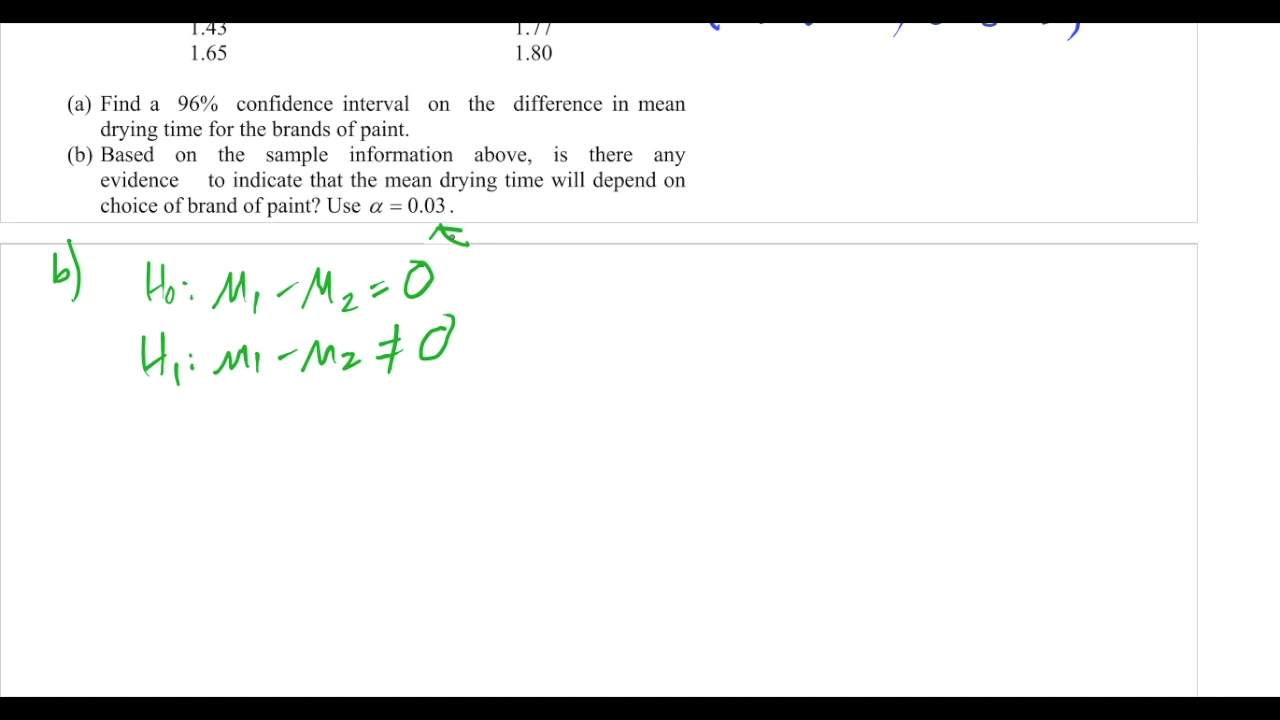 1.43 1.77
1.65 1.80
(a) Find a 96% confidence interval on the difference in mean
drying time for the brands of paint.
(b) Based on the sample information above, is there any
evidence to indicate that the mean drying time will depend on
choice of brand of paint? Use α = 0.03.
b) H₀: μ₁ - μ₂ = 0
H₁: μ₁ - μ₂ ≠ 0